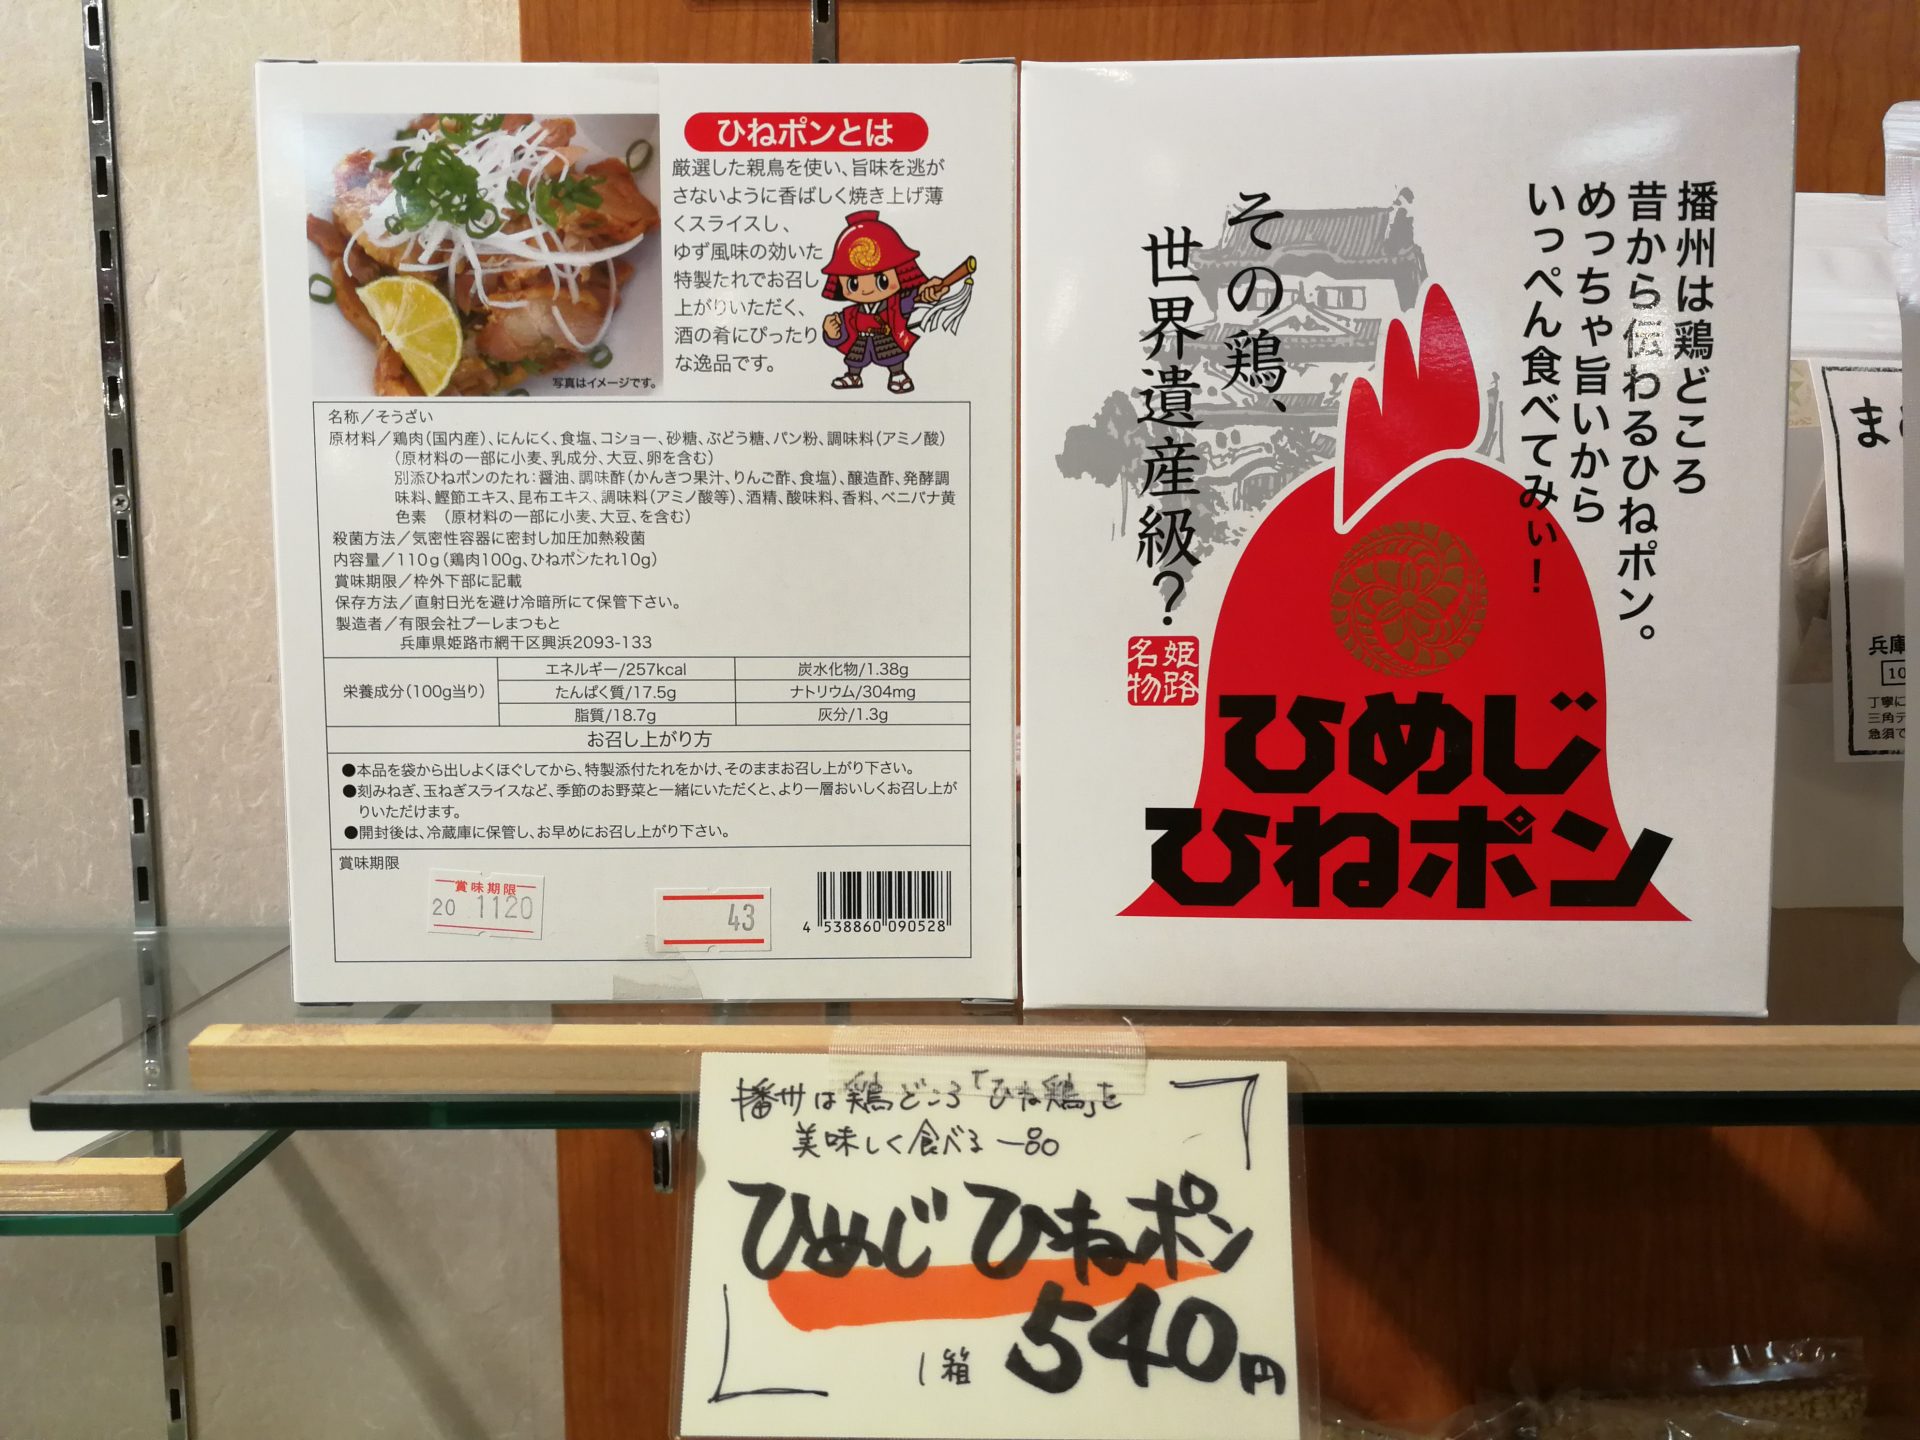 ひねポンとは
厳選した親鳥を使い、旨味を逃が
さないように香ばしく焼き上げ薄
くスライスし、
ゆず風味の効いた
特製たれでお召し
上がりいただく、
酒の肴にぴったり
な逸品です。
写真はイメージです。
名称／そうざい
原材料／鶏肉(国内産)、にんにく、食塩、コショー、砂糖、ぶどう糖、パン粉、調味料(アミノ酸)
(原材料の一部に小麦、乳成分、大豆、卵を含む)
別添ひねポンのたれ：醤油、調味酢(かんきつ果汁、りんご酢、食塩)、醸造酢、発酵調
味料、鰹節エキス、昆布エキス、調味料(アミノ酸等)、酒精、酸味料、香料、ベニバナ黄
色素　(原材料の一部に小麦、大豆、を含む)
殺菌方法／気密性容器に密封し加圧加熱殺菌
内容量／110g(鶏肉100g、ひねポンたれ10g)
賞味期限／枠外下部に記載
保存方法／直射日光を避け冷暗所にて保管下さい。
製造者／有限会社プーレまつもと
兵庫県姫路市網干区興浜2093-133
栄養成分(100g当り)
エネルギー/257kcal 炭水化物/1.38g
たんぱく質/17.5g ナトリウム/304mg
脂質/18.7g 灰分/1.3g
お召し上がり方
●本品を袋から出しよくほぐしてから、特製添付たれをかけ、そのままお召し上がり下さい。
●刻みねぎ、玉ねぎスライスなど、季節のお野菜と一緒にいただくと、より一層おいしくお召し上が
りいただけます。
●開封後は、冷蔵庫に保管し、お早めにお召し上がり下さい。
賞味期限
賞味期限
20 1120
43
4 538860 090528
播州は鶏どころ
昔から伝わるひねポン。
めっちゃ旨いから
いっぺん食べてみぃ！
その鶏、
世界遺産級？
姫路
名物
ひめじ
ひねポン
ま
兵庫
10
丁寧に
三角テ
急須で
播州は鶏どころ「ひね鶏」を
美味しく食べる一品
ひめじ ひねポン
1箱 540円